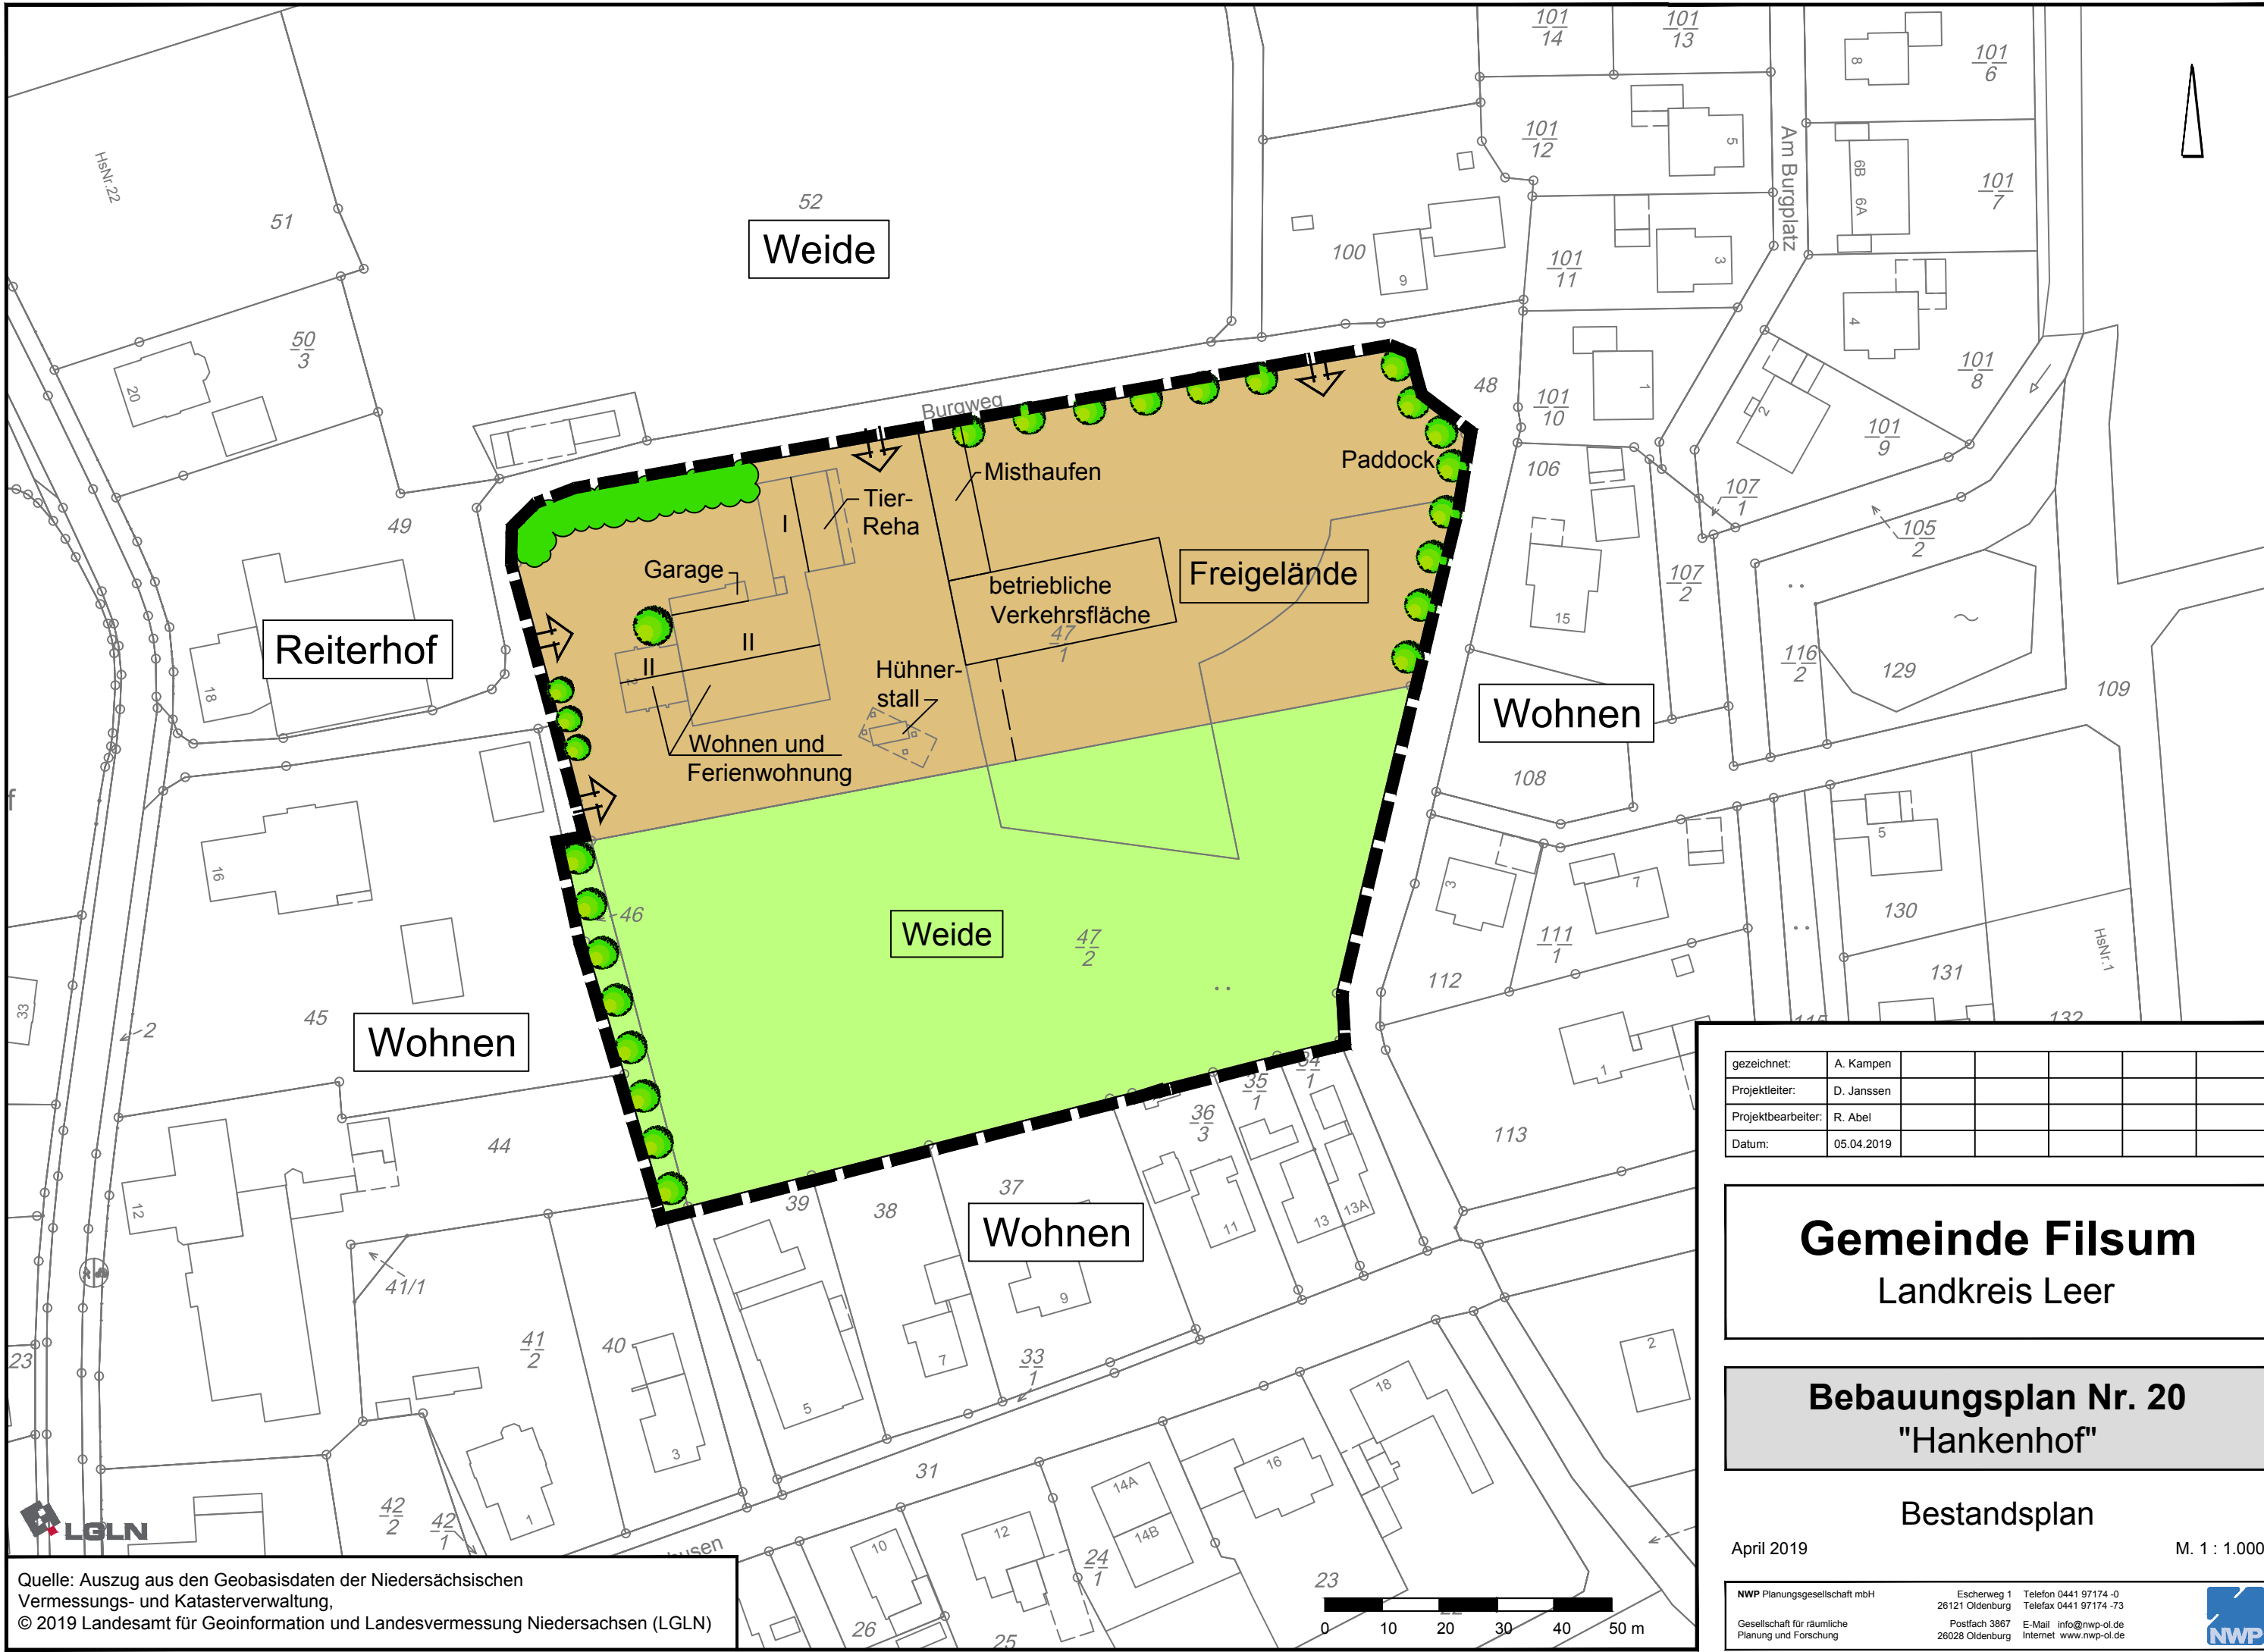 101
14
101
13
101
6
8
HsNr.22
51
52
Weide
101
12
5
Am Burgplatz
6B
6A
101
7
100
9
101
11
3
50
3
20
4
101
8
48
101
10
1
2
101
9
Burgweg
Misthaufen
Paddock
Tier-
Reha
I
49
106
107
1
105
2
Garage
betriebliche
Verkehrsfläche
Freigelände
47
1
107
2
15
Reiterhof
18
II
II
2
Hühner-
stall
Wohnen
116
2
129
109
Wohnen und
Ferienwohnung
108
f
16
3
7
5
46
Weide
47
2
111
1
130
HsNr.1
112
131
33
2
45
Wohnen
115
132
34
1
35
1
36
3
1
113
44
12
39
38
37
Wohnen
11
13
13A
41/1
9
41
2
40
7
33
1
23
2
18
5
3
31
16
14A
14B
42
2
42
1
1
12
10
24
1
LGLN
husen
26
25
23
22
0 10 20 30 40 50 m
gezeichnet: A. Kampen
Projektleiter: D. Janssen
Projektbearbeiter: R. Abel
Datum: 05.04.2019
Gemeinde Filsum
Landkreis Leer
Bebauungsplan Nr. 20
"Hankenhof"
Bestandsplan
April 2019 M. 1 : 1.000
NWP Planungsgesellschaft mbH Escherweg 1 Telefon 0441 97174 -0
26121 Oldenburg Telefax 0441 97174 -73
Gesellschaft für räumliche Postfach 3867 E-Mail info@nwp-ol.de
Planung und Forschung 26028 Oldenburg Internet www.nwp-ol.de
NWP
Quelle: Auszug aus den Geobasisdaten der Niedersächsischen
Vermessungs- und Katasterverwaltung,
© 2019 Landesamt für Geoinformation und Landesvermessung Niedersachsen (LGLN)